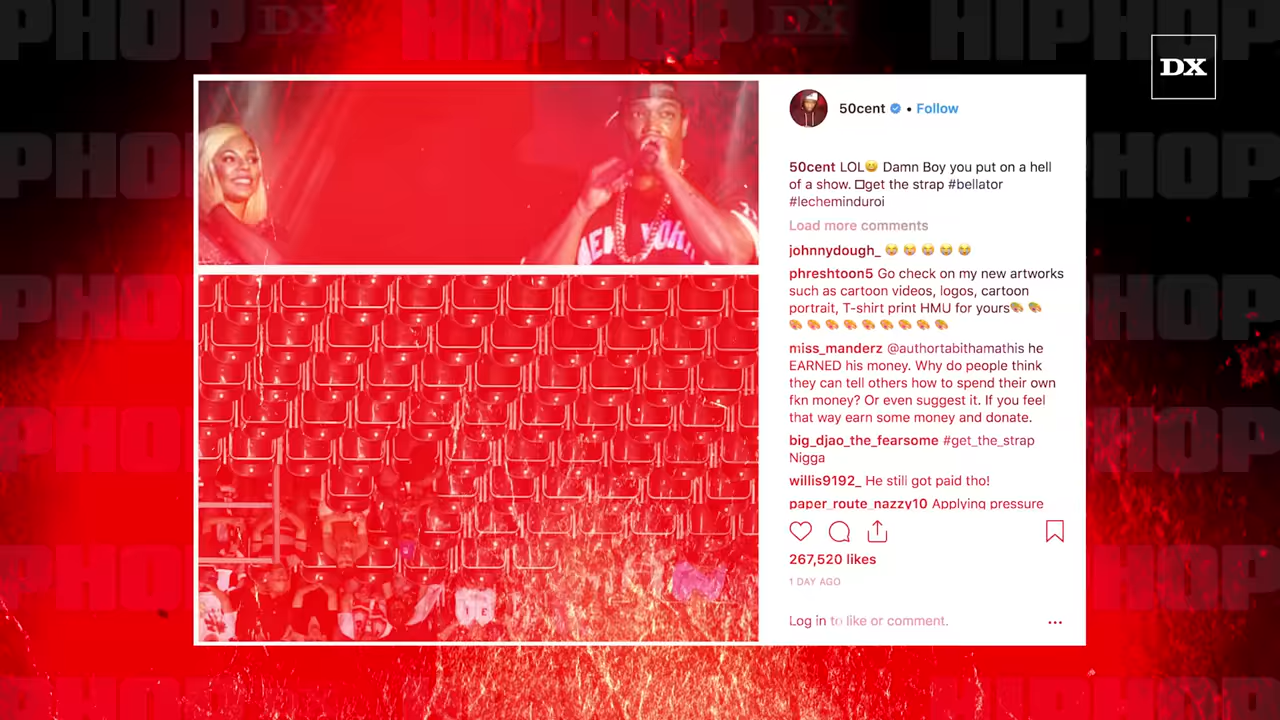 HIPHOP DX
DX
50cent • Follow
50cent LOL😄 Damn Boy you put on a hell
of a show. □get the strap #bellator
#lecheminduroi
Load more comments
johnnydough_ 😂 😂 😂 😂 😂
phreshtoon5 Go check on my new artworks
such as cartoon videos, logos, cartoon
portrait, T-shirt print HMU for yours🎨 🎨
🎨 🎨 🎨 🎨 🎨 🎨 🎨 🎨 🎨
miss_manderz @authortabithamathis he
EARNED his money. Why do people think
they can tell others how to spend their own
fkn money? Or even suggest it. If you feel
that way earn some money and donate.
big_djao_the_fearsome #get_the_strap
Nigga
willis9192_ He still got paid tho!
paper_route_nazzy10 Applying pressure
267,520 likes
1 DAY AGO
Log in to like or comment.
NEW YORK